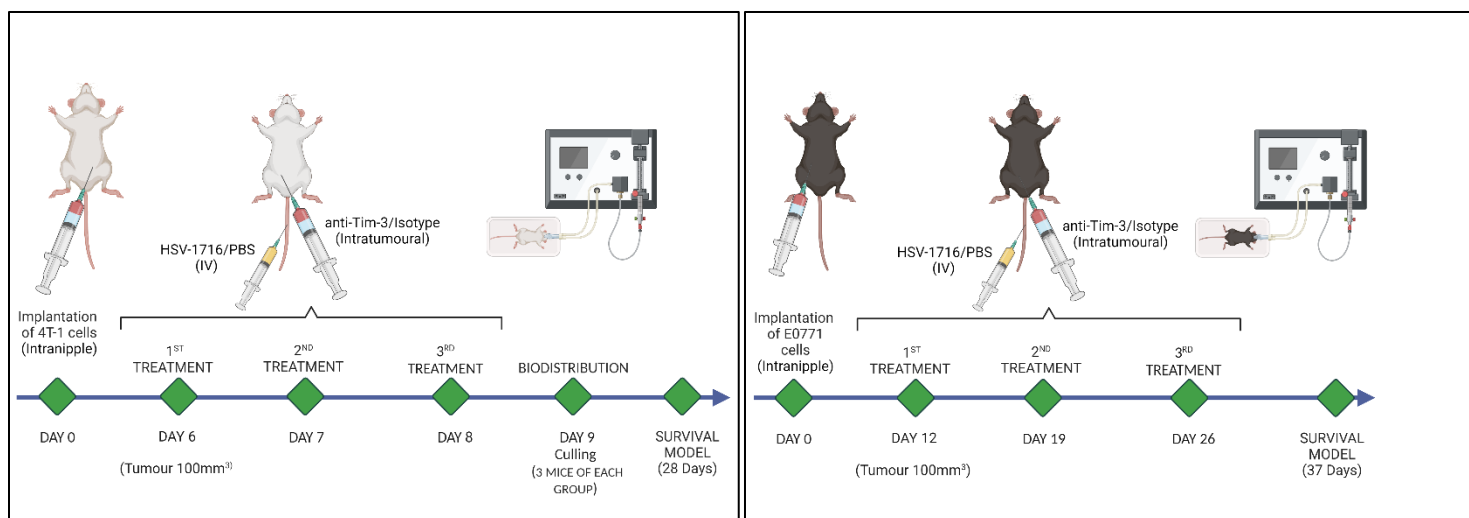 HSV-1716/PBS
(IV)
anti-Tim-3/Isotype
(Intratumoural)
Implantation
of 4T-1 cells
(Intranipple)
1ST
TREATMENT
2ND
TREATMENT
3RD
TREATMENT
BIODISTRIBUTION
DAY 0
DAY 6
(Tumour 100mm3)
DAY 7
DAY 8
DAY 9
Culling
(3 MICE OF EACH
GROUP)
SURVIVAL
MODEL
(28 Days)
HSV-1716/PBS
(IV)
anti-Tim-3/Isotype
(Intratumoural)
Implantation
of E0771
cells
(Intranipple)
1ST
TREATMENT
2ND
TREATMENT
3RD
TREATMENT
DAY 0
DAY 12
(Tumour 100mm3)
DAY 19
DAY 26
SURVIVAL
MODEL
(37 Days)